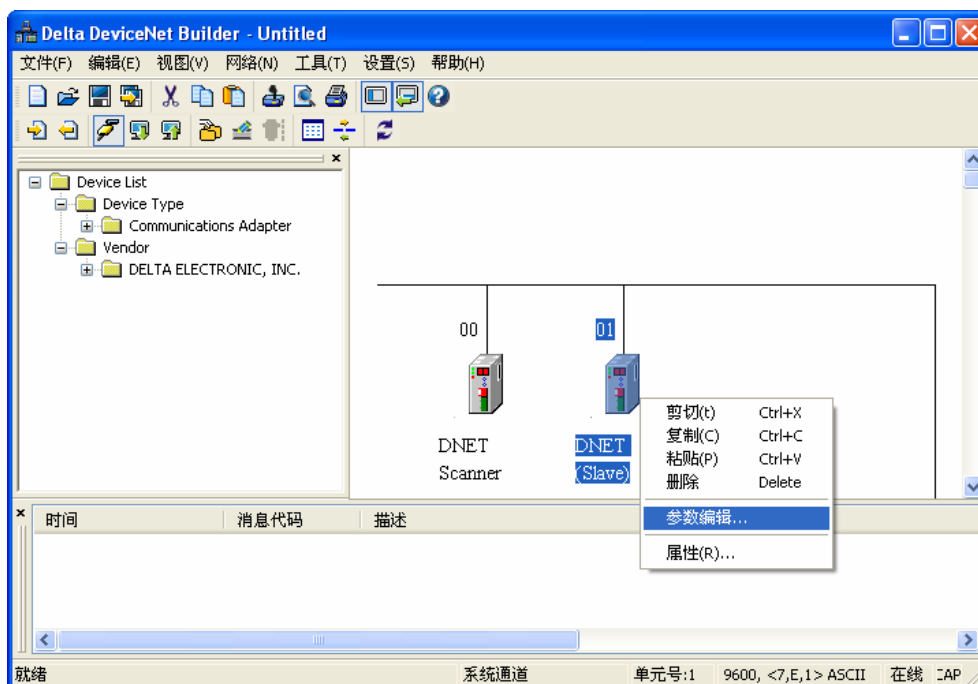 Delta DeviceNet Builder - Untitled
文件(F) 编辑(E) 视图(V) 网络(N) 工具(T) 设置(S) 帮助(H)
Device List
Device Type
Communications Adapter
Vendor
DELTA ELECTRONIC, INC.
00 01
DNET Scanner
DNET (Slave)
剪切(t) Ctrl+X
复制(C) Ctrl+C
粘贴(P) Ctrl+V
删除 Delete
参数编辑...
属性(R)...
时间 消息代码 描述
就绪 系统通道 单元号:1 9600, <7,E,1> ASCII 在线 CAP